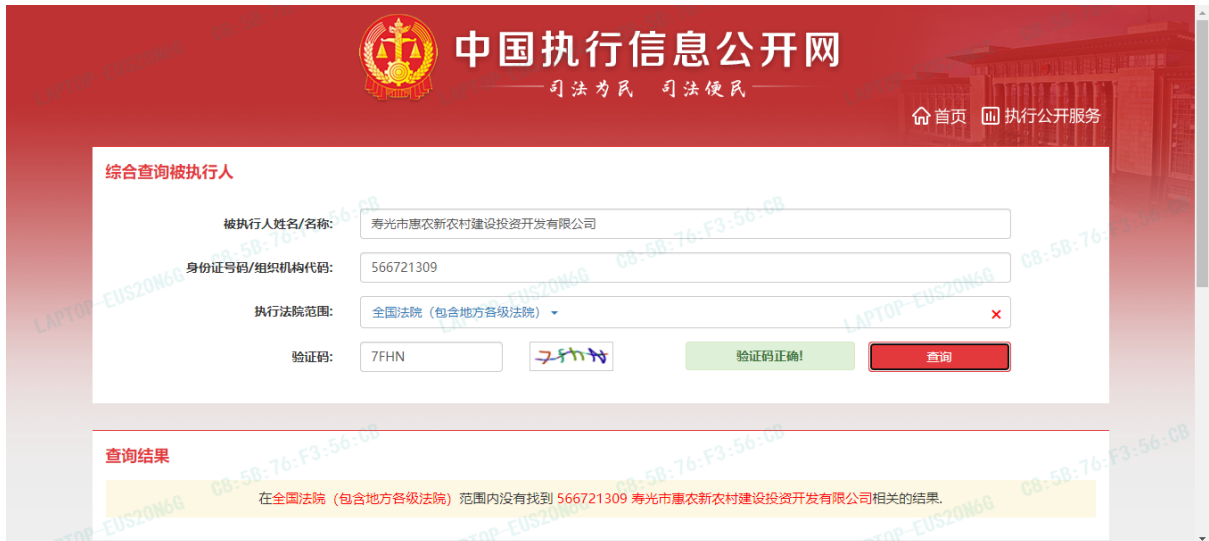 中国执行信息公开网
司法为民 司法便民
首页 执行公开服务
综合查询被执行人
被执行人姓名/名称: 寿光市惠农新农村建设投资开发有限公司
身份证号码/组织机构代码: 566721309
执行法院范围: 全国法院（包含地方各级法院）
验证码: 7FHN 7FHN 验证码正确! 查询
查询结果
在全国法院（包含地方各级法院）范围内没有找到 566721309 寿光市惠农新农村建设投资开发有限公司相关的结果.
LAPTOP-EUS20N6G C8:5B:76:F3:56:CB